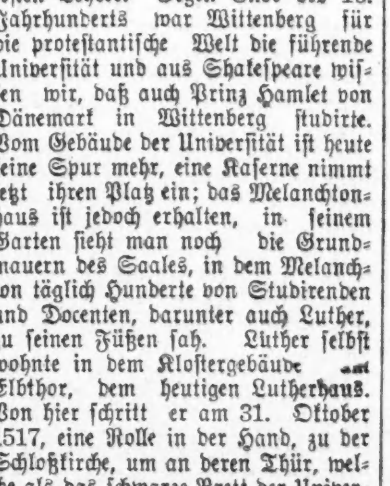 Jahrhunderts war Wittenberg für
die protestantische Welt die führende
Universität und aus Shakespeare wis-
sen wir, daß auch Prinz Hamlet von
Dänemark in Wittenberg studirte.
Vom Gebäude der Universität ist heute
keine Spur mehr, eine Kaserne nimmt
jetzt ihren Platz ein; das Melanchton-
haus ist jedoch erhalten, in seinem
Garten sieht man noch die Grund-
mauern des Saales, in dem Melanch-
ton täglich Hunderte von Studirenden
und Docenten, darunter auch Luther,
zu seinen Füßen sah. Luther selbst
wohnte in dem Klostergebäude am
Elbthor, dem heutigen Lutherhaus.
Von hier schritt er am 31. Oktober
1517, eine Rolle in der Hand, zu der
Schloßkirche, um an deren Thür, wel-